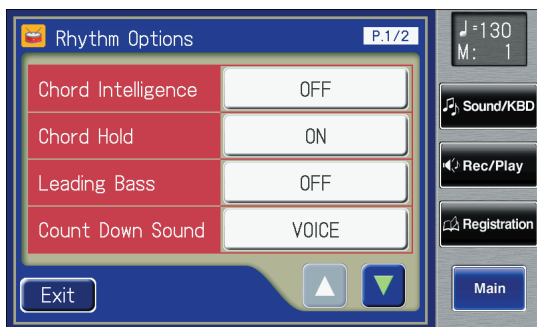 Rhythm Options P.1/2
Chord Intelligence OFF
Chord Hold ON
Leading Bass OFF
Count Down Sound VOICE
Exit
♩=130
M: 1
Sound/KBD
Rec/Play
Registration
Main